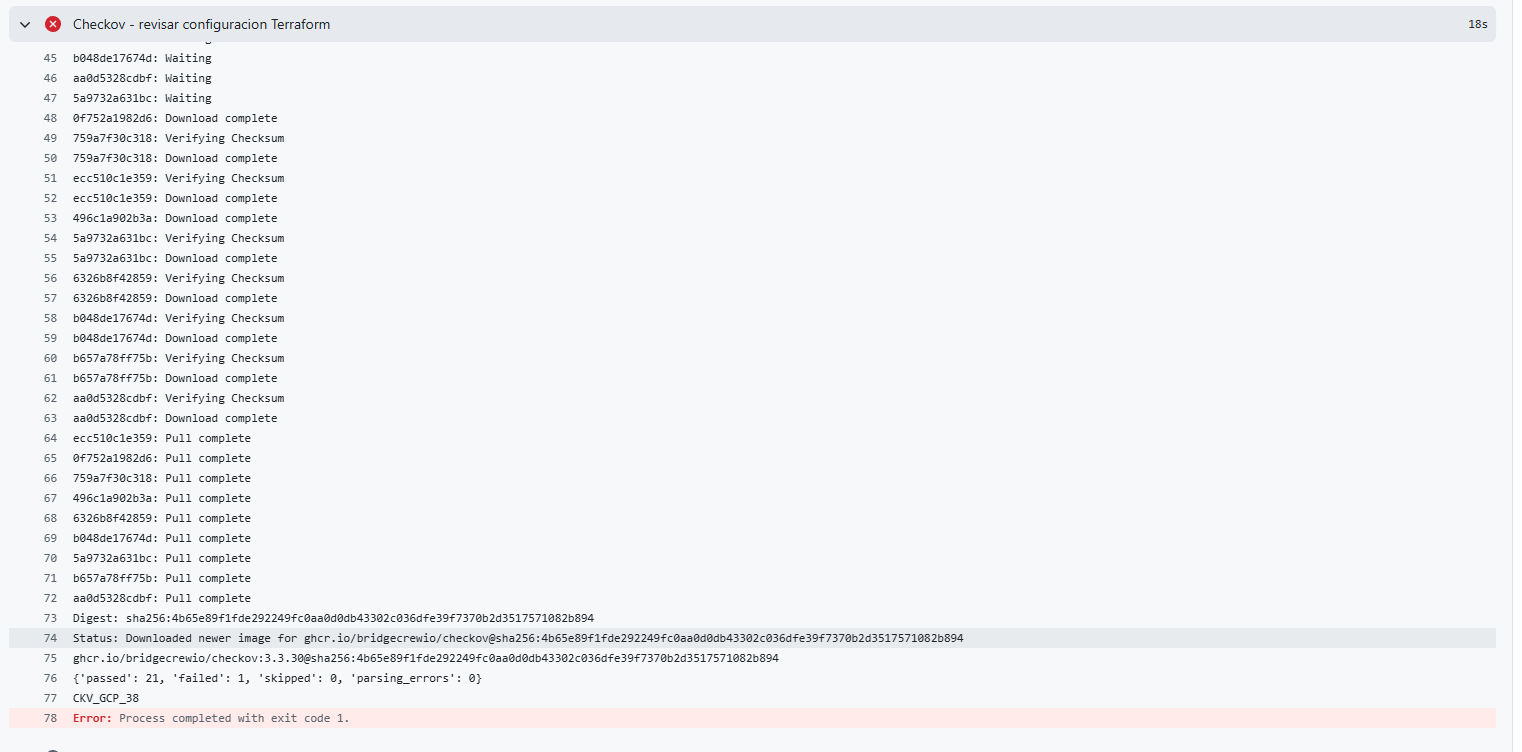 Checkov - revisar configuracion Terraform 18s
45 b048de17674d: Waiting
46 aa0d5328cdbf: Waiting
47 5a9732a631bc: Waiting
48 0f752a1982d6: Download complete
49 759a7f30c318: Verifying Checksum
50 759a7f30c318: Download complete
51 ecc510c1e359: Verifying Checksum
52 ecc510c1e359: Download complete
53 496c1a902b3a: Download complete
54 5a9732a631bc: Verifying Checksum
55 5a9732a631bc: Download complete
56 6326b8f42859: Verifying Checksum
57 6326b8f42859: Download complete
58 b048de17674d: Verifying Checksum
59 b048de17674d: Download complete
60 b657a78ff75b: Verifying Checksum
61 b657a78ff75b: Download complete
62 aa0d5328cdbf: Verifying Checksum
63 aa0d5328cdbf: Download complete
64 ecc510c1e359: Pull complete
65 0f752a1982d6: Pull complete
66 759a7f30c318: Pull complete
67 496c1a902b3a: Pull complete
68 6326b8f42859: Pull complete
69 b048de17674d: Pull complete
70 5a9732a631bc: Pull complete
71 b657a78ff75b: Pull complete
72 aa0d5328cdbf: Pull complete
73 Digest: sha256:4b65e89f1fde292249fc0aa0d0db43302c036dfe39f7370b2d3517571082b894
74 Status: Downloaded newer image for ghcr.io/bridgecrewio/checkov@sha256:4b65e89f1fde292249fc0aa0d0db43302c036dfe39f7370b2d3517571082b894
75 ghcr.io/bridgecrewio/checkov:3.3.30@sha256:4b65e89f1fde292249fc0aa0d0db43302c036dfe39f7370b2d3517571082b894
76 {'passed': 21, 'failed': 1, 'skipped': 0, 'parsing_errors': 0}
77 CKV_GCP_38
78 Error: Process completed with exit code 1.